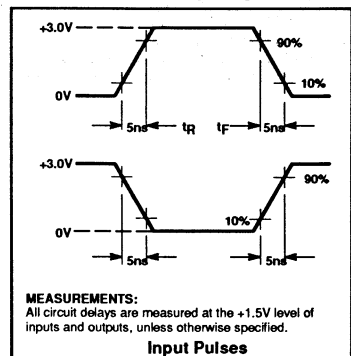 +3.0V
90%
10%
0V
5ns tR tF 5ns
+3.0V
90%
10%
0V
5ns 5ns
MEASUREMENTS:
All circuit delays are measured at the +1.5V level of
inputs and outputs, unless otherwise specified.
Input Pulses